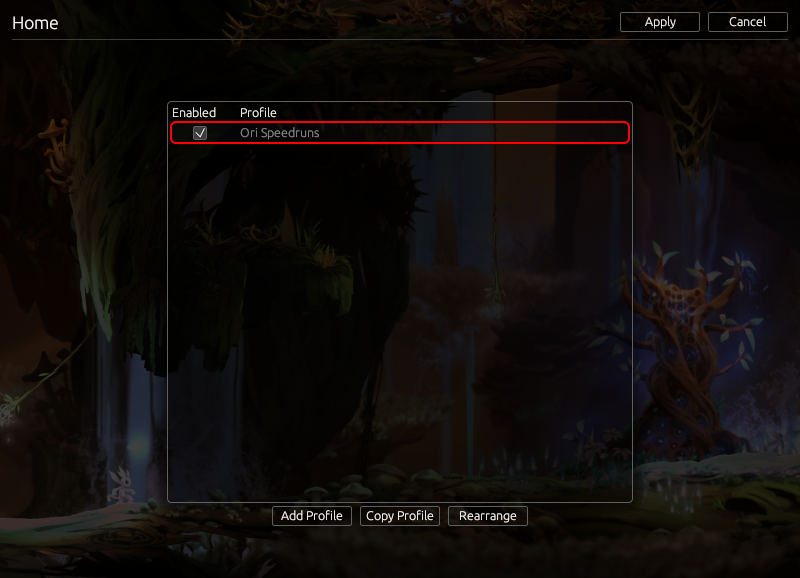 Home
Apply
Cancel
Enabled Profile
Ori Speedruns
Add Profile
Copy Profile
Rearrange